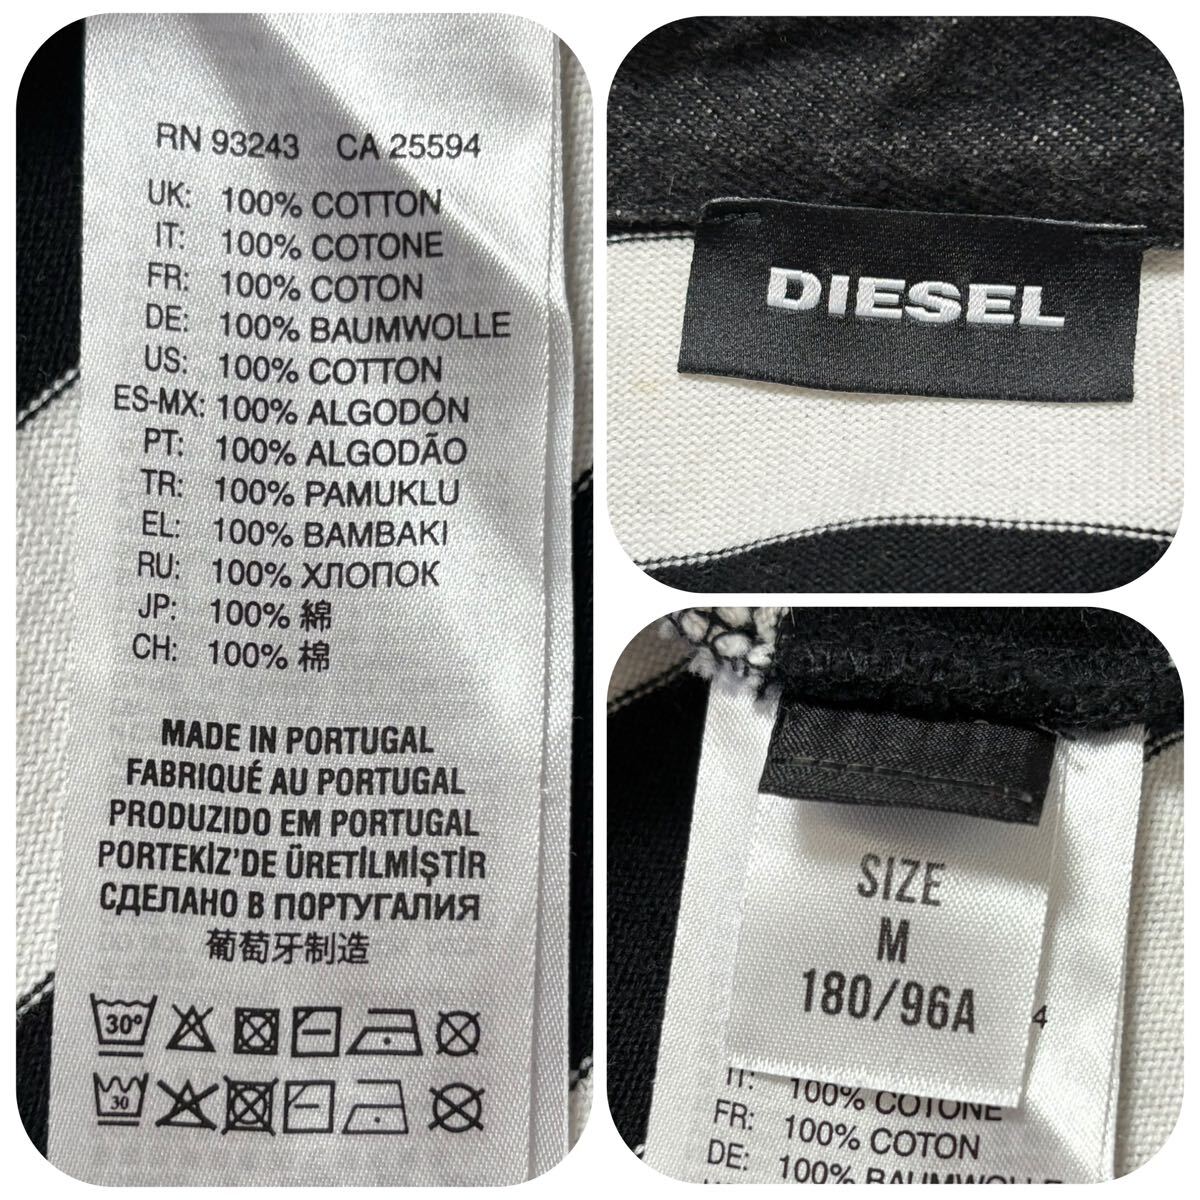 RN 93243 CA 25594
UK: 100% COTTON
IT: 100% COTONE
FR: 100% COTON
DE: 100% BAUMWOLLE
US: 100% COTTON
ES-MX: 100% ALGODÓN
PT: 100% ALGODÃO
TR: 100% PAMUKLU
EL: 100% BAMBAKI
RU: 100% ХЛОПОК
JP: 100% 綿
CH: 100% 棉
MADE IN PORTUGAL
FABRIQUÉ AU PORTUGAL
PRODUZIDO EM PORTUGAL
PORTEKİZ'DE ÜRETİLMİŞTİR
СДЕЛАНО В ПОРТУГАЛИЯ
葡萄牙制造
30°
30
DIESEL
SIZE
M
180/96A
4
IT: 100% COTONE
FR: 100% COTON
DE: 100% BAUMWOLLE